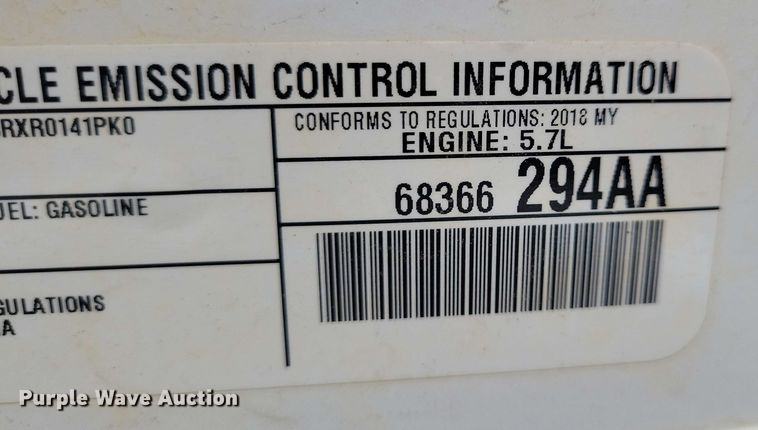 CLE EMISSION CONTROL INFORMATION
RXR0141PK0
CONFORMS TO REGULATIONS: 2018 MY
ENGINE: 5.7L
68366 294AA
UEL: GASOLINE
GULATIONS
A
Purple Wave Auction